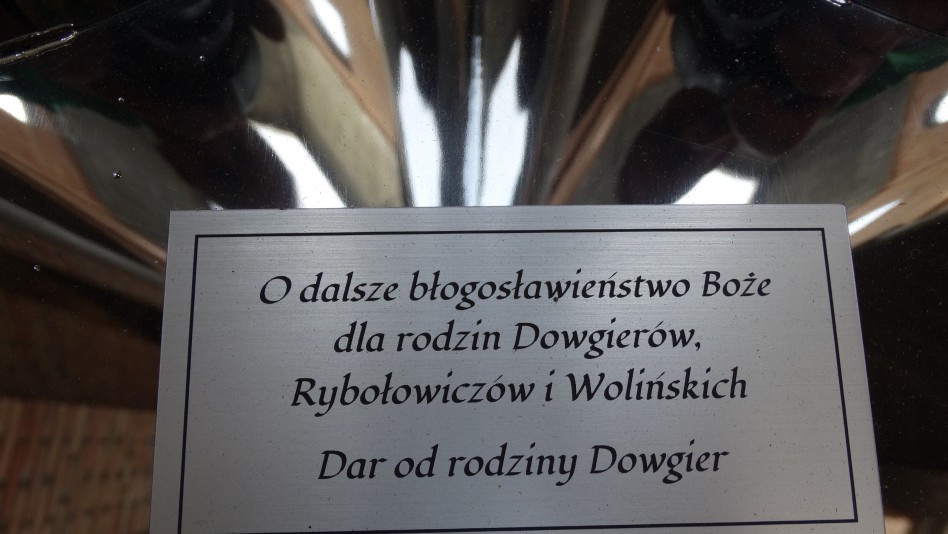 O dalsze błogosławieństwo Boże
dla rodzin Dowgierów,
Rybołowiczów i Wolińskich
Dar od rodziny Dowgier